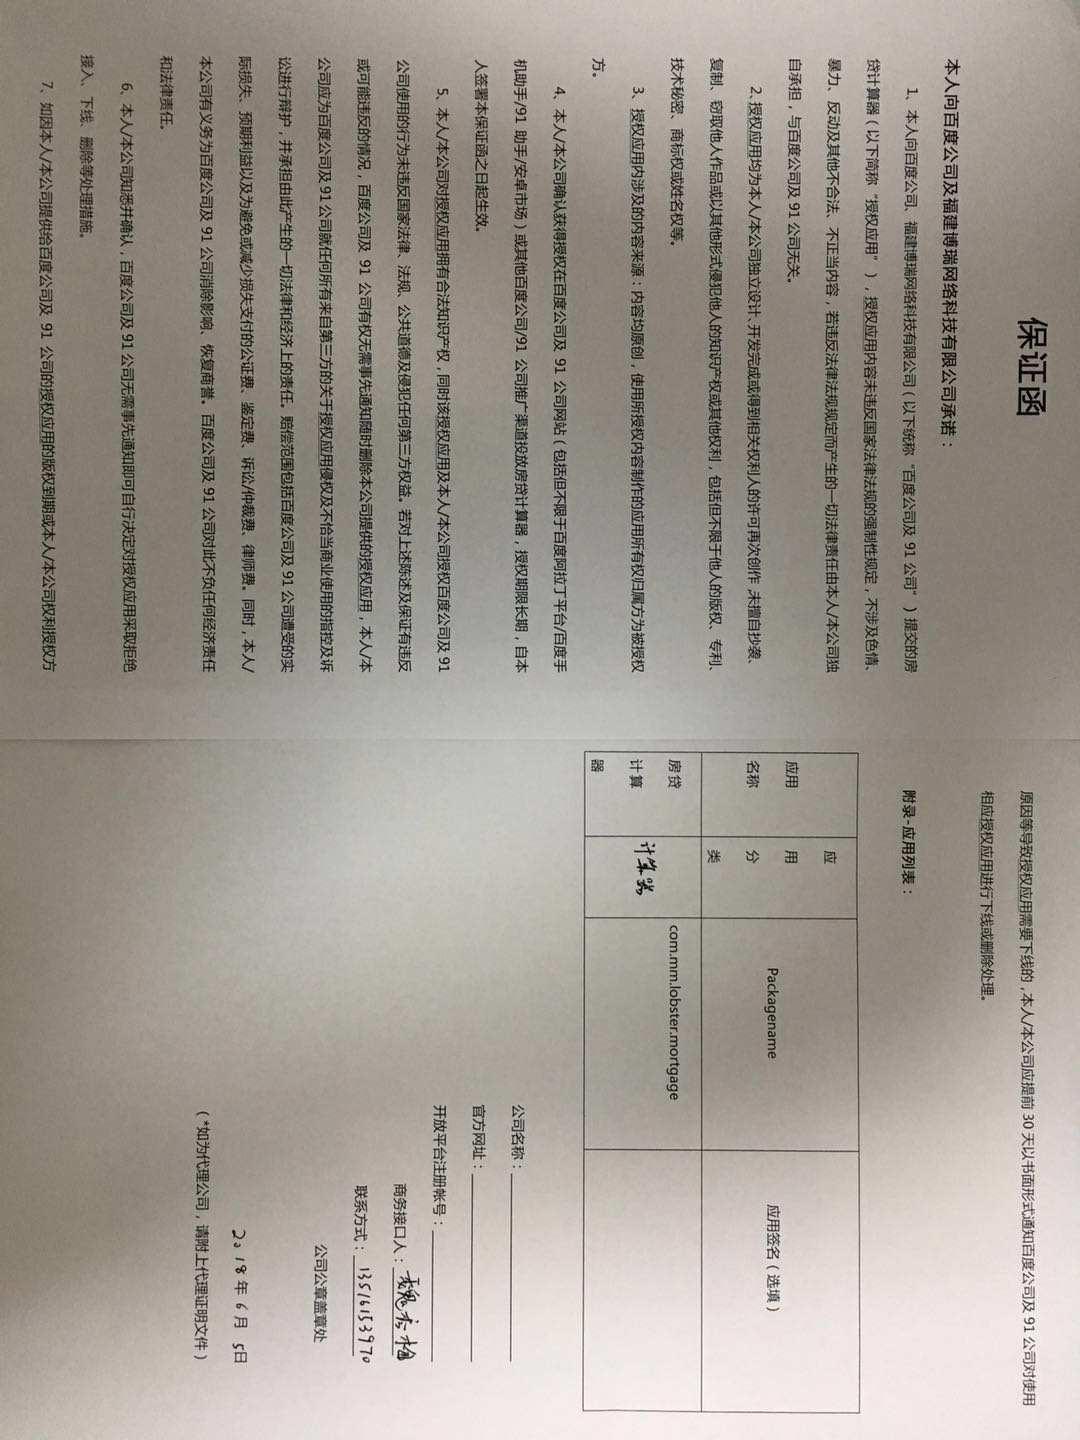 保证函
本人向百度公司及福建博瑞网络科技有限公司承诺：
1、本人向百度公司、福建博瑞网络科技有限公司（以下统称“百度公司及 91 公司”）提交的房
贷计算器（以下简称“授权应用”），授权应用内容未违反国家法律法规的强制性规定，不涉及色情、
暴力、反动及其他不合法、不正当内容，若违反法律法规规定而产生的一切法律责任由本人/本公司独
自承担，与百度公司及 91 公司无关。
2、授权应用均为本人/本公司独立设计、开发完成或得到相关权利人的许可再次创作，未擅自抄袭、
复制、窃取他人作品或以其他形式侵犯他人的知识产权或其他权利，包括但不限于他人的版权、专利、
技术秘密、商标权或姓名权等。
3、授权应用内涉及的内容来源：内容均原创，使用所授权内容制作的应用所有权归属方为被授权
方。
4、本人/本公司确认获得授权在百度公司及 91 公司网站（包括但不限于百度阿拉丁平台/百度手
机助手/91 助手/安卓市场）或其他百度公司/91 公司推广渠道投放房贷计算器，授权期限长期，自本
人签署本保证函之日起生效。
5、本人/本公司对授权应用拥有合法知识产权，同时该授权应用及本人/本公司授权百度公司及 91
公司使用的行为未违反国家法律、法规、公共道德及侵犯任何第三方权益。若对上述陈述及保证有违反
或可能违反的情况，百度公司及 91 公司有权无需事先通知随时删除本公司提供的授权应用，本人/本
公司应为百度公司及 91 公司就任何所有来自第三方的关于授权应用侵权及不恰当商业使用的指控及诉
讼进行辩护，并承担由此产生的一切法律和经济上的责任。赔偿范围包括百度公司及 91 公司遭受的实
际损失、预期利益以及为避免或减少损失支付的公证费、鉴定费、诉讼/仲裁费、律师费。同时，本人/
本公司有义务为百度公司及 91 公司消除影响、恢复商誉。百度公司及 91 公司对此不负任何经济责任
和法律责任。
6、本人/本公司知悉并确认，百度公司及 91 公司无需事先通知即可自行决定对授权应用采取拒绝
接入、下线、删除等处理措施。
7、如因本人/本公司提供给百度公司及 91 公司的授权应用的版权到期或本人/本公司权利授权方
原因等导致授权应用需要下线的，本人/本公司应提前 30 天以书面形式通知百度公司及 91 公司对使用
相应授权应用进行下线或删除处理。
附录-应用列表：
应用名称 应用分类 Packagename 应用签名（选填）
房贷计算器 计算器 com.mm.lobster.mortgage
公司名称：
官方网址：
开放平台注册帐号：
商务接口人：
联系方式：13516153970
公司公章盖章处
2018年 6月 5日
（*如为代理公司，请附上代理证明文件）